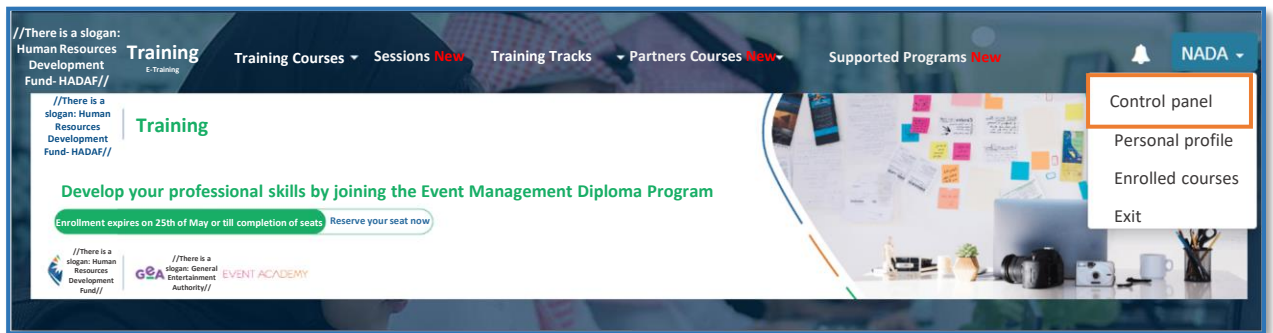 //There is a slogan:
Human Resources
Development
Fund- HADAF//
Training
E-Training
Training Courses
Sessions New
Training Tracks
Partners Courses New
Supported Programs New
NADA
Control panel
Personal profile
Enrolled courses
Exit
//There is a
slogan: Human
Resources
Development
Fund- HADAF//
Training
Develop your professional skills by joining the Event Management Diploma Program
Enrollment expires on 25th of May or till completion of seats
Reserve your seat now
//There is a
slogan: Human
Resources
Development
Fund//
GEA
//There is a
slogan: General
Entertainment
Authority//
EVENT ACADEMY